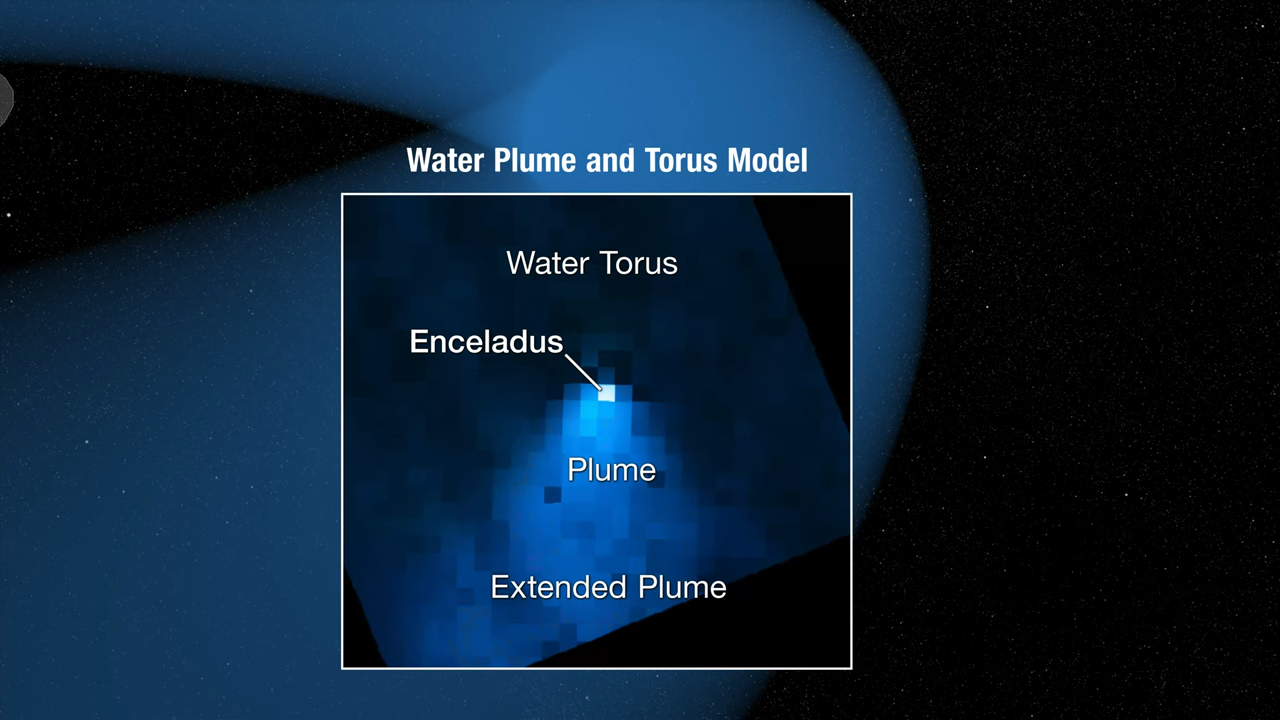 Water Plume and Torus Model
Water Torus
Enceladus
Plume
Extended Plume